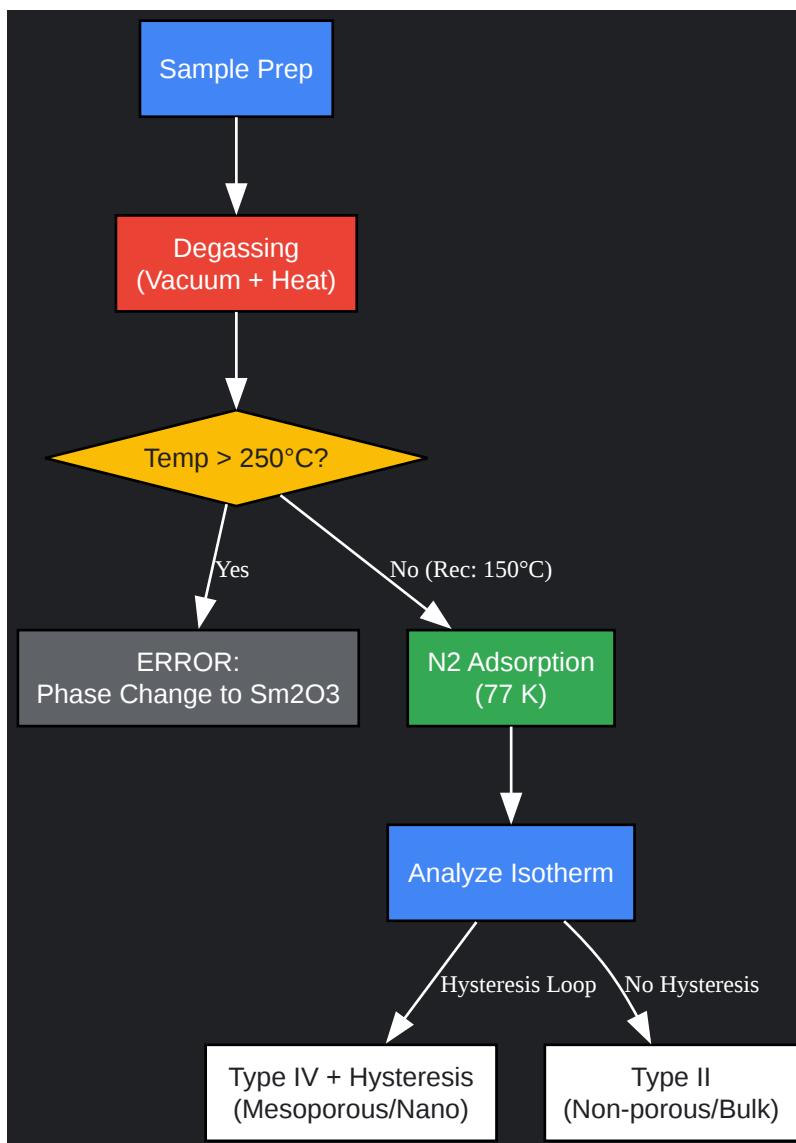 Sample Prep
Degassing
(Vacuum + Heat)
Temp > 250°C?
Yes
No (Rec: 150°C)
ERROR:
Phase Change to Sm2O3
N2 Adsorption
(77 K)
Analyze Isotherm
Hysteresis Loop
No Hysteresis
Type IV + Hysteresis
(Mesoporous/Nano)
Type II
(Non-porous/Bulk)